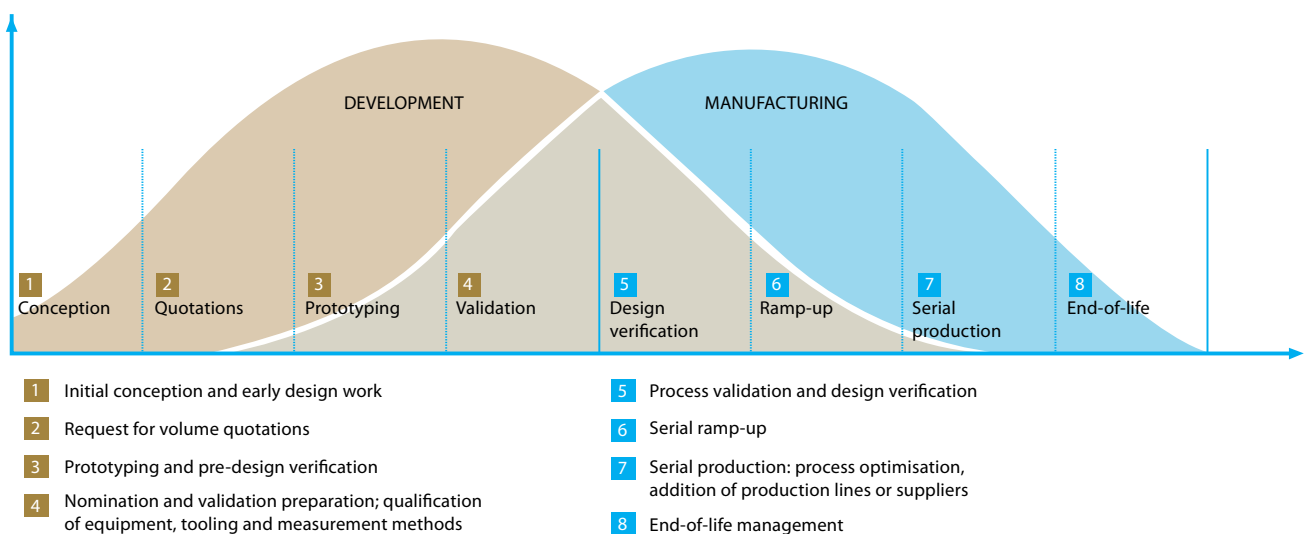 DEVELOPMENT
MANUFACTURING
1
Conception
2
Quotations
3
Prototyping
4
Validation
5
Design
verification
6
Ramp-up
7
Serial
production
8
End-of-life
1 Initial conception and early design work
2 Request for volume quotations
3 Prototyping and pre-design verification
4 Nomination and validation preparation; qualification
of equipment, tooling and measurement methods
5 Process validation and design verification
6 Serial ramp-up
7 Serial production: process optimisation,
addition of production lines or suppliers
8 End-of-life management